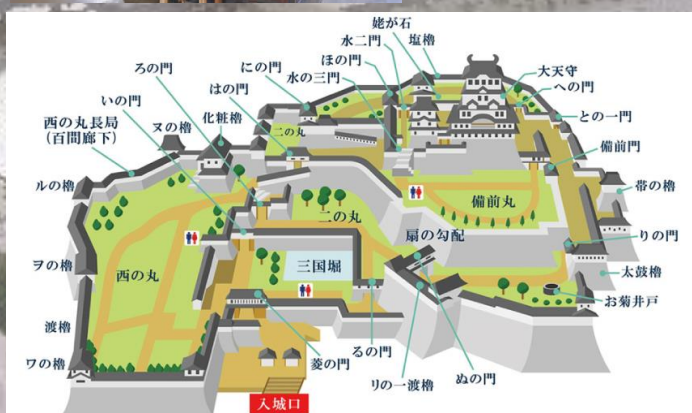 姥が石
塩櫓
水二門
ほの門
水の三門
にの門
はの門
ろの門
いの門
化粧櫓
ヌの櫓
西の丸長局
(百間廊下)
ルの櫓
ヲの櫓
渡櫓
ワの櫓
大天守
への門
との一門
備前門
帯の櫓
りの門
太鼓櫓
お菊井戸
二の丸
二の丸
備前丸
扇の勾配
西の丸
三国堀
菱の門
るの門
リの一渡櫓
ぬの門
入城口